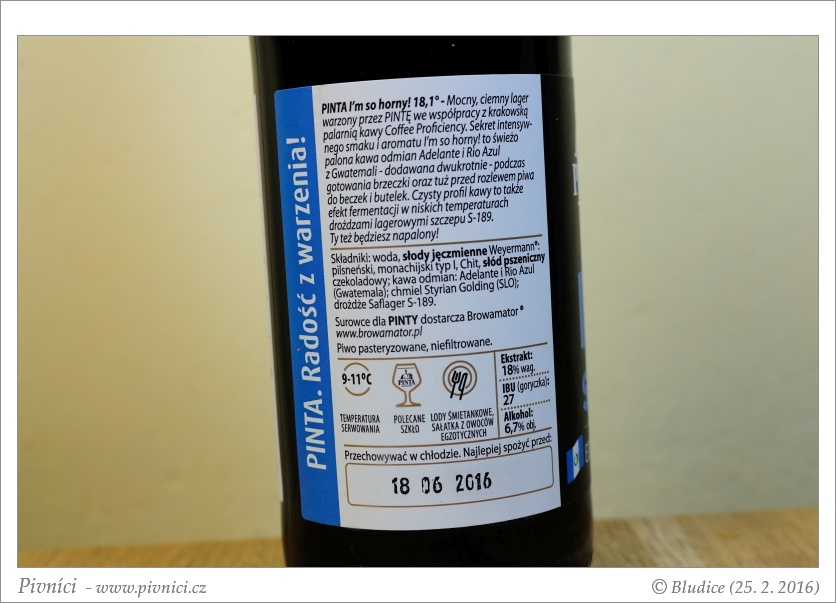 PINTA. Radość z warzenia!
PINTA I'm so horny! 18,1° - Mocny, ciemny lager
warzony przez PINTĘ we współpracy z krakowską
palarnią kawy Coffee Proficiency. Sekret intensyw-
nego smaku i aromatu I'm so horny! to świeżo
palona kawa odmian Adelante i Rio Azul
z Gwatemali - dodawana dwukrotnie - podczas
gotowania brzeczki oraz tuż przed rozlewem piwa
do beczek i butelek. Czysty profil kawy to także
efekt fermentacji w niskich temperaturach
drożdzami lagerowymi szczepu S-189.
Ty też będziesz napalony!
Składniki: woda, słody jęczmienne Weyermann®:
pilsneński, monachijski typ I, Chit, słód pszeniczny
czekoladowy; kawa odmian: Adelante i Rio Azul
(Gwatemala); chmiel Styrian Golding (SLO);
drożdże Saflager S-189.
Surowce dla PINTY dostarcza Browamator®
www.browamator.pl
Piwo pasteryzowane, niefiltrowane.
9-11°C
TEMPERATURA
SERWOWANIA
PINTA
POLECANE
SZKŁO
LODY ŚMIETANKOWE,
SAŁATKA Z OWOCÓW
EGZOTYCZNYCH
Ekstrakt:
18% wag.
IBU (goryczka):
27
Alkohol:
6,7% obj.
Przechowywać w chłodzie. Najlepiej spożyć przed:
18 06 2016
Pivníci - www.pivnici.cz
© Bludice (25. 2. 2016)